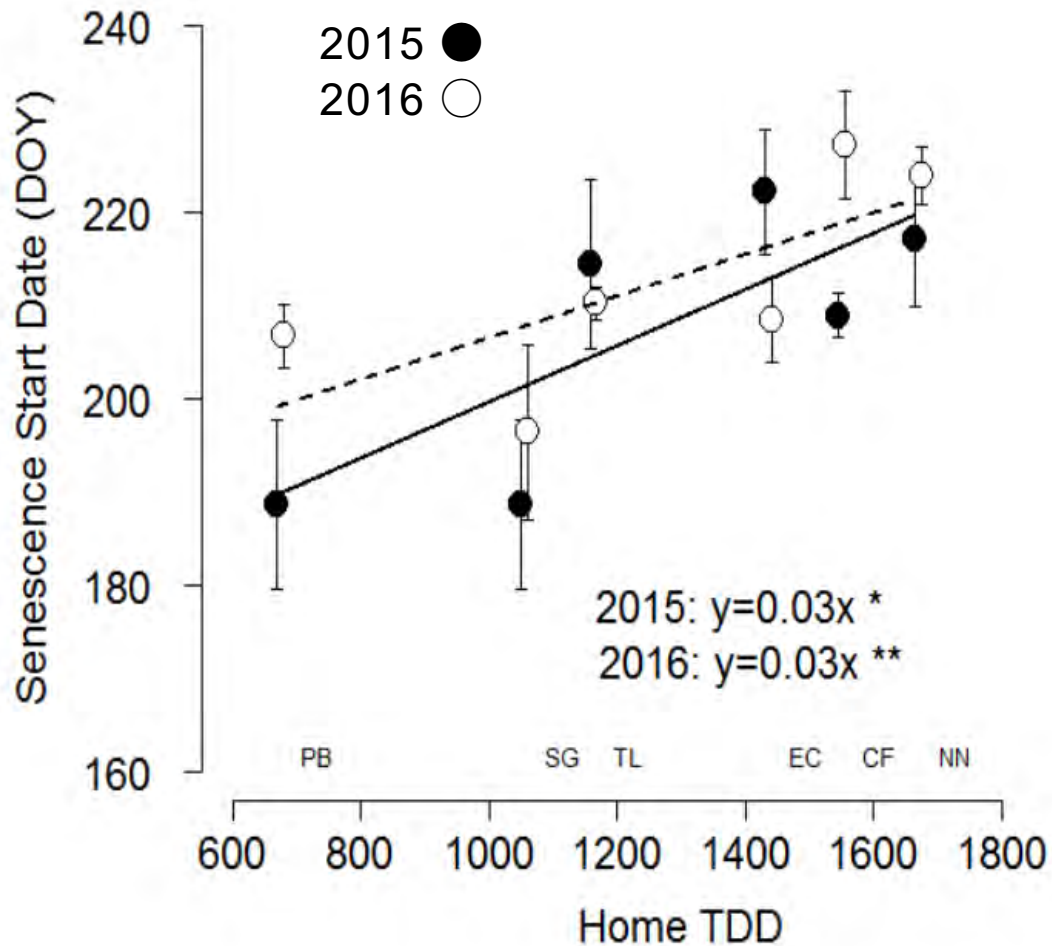 240
220
200
180
160
Senescence Start Date (DOY)
2015
2016
2015: y=0.03x *
2016: y=0.03x **
PB SG TL EC CF NN
600 800 1000 1200 1400 1600 1800
Home TDD